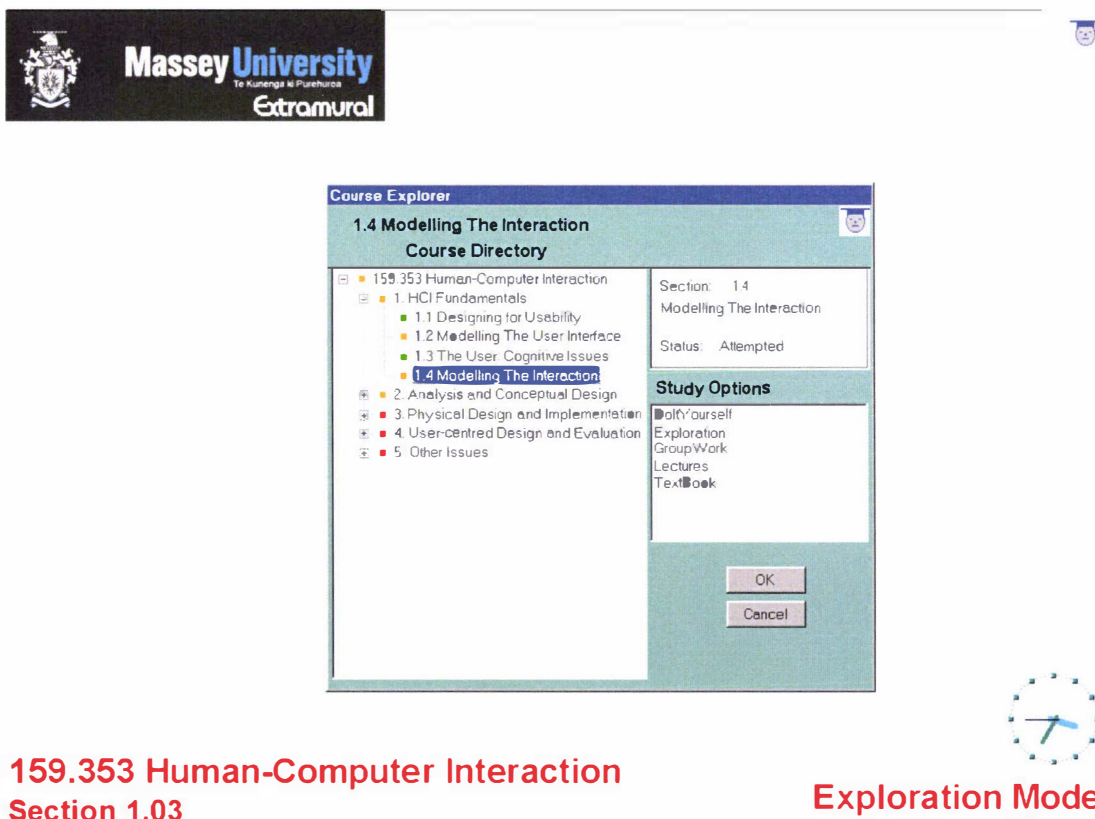 Massey University
Te Kunenga ki Purehuroa
Extramural
Course Explorer
1.4 Modelling The Interaction
Course Directory
159.353 Human-Computer Interaction
1. HCI Fundamentals
1.1 Designing for Usability
1.2 Modelling The User Interface
1.3 The User: Cognitive Issues
1.4 Modelling The Interaction
2. Analysis and Conceptual Design
3. Physical Design and Implementation
4. User-centred Design and Evaluation
5. Other Issues
Section: 1.4
Modelling The Interaction
Status: Attempted
Study Options
DoItYourself
Exploration
GroupWork
Lectures
TextBook
OK
Cancel
159.353 Human-Computer Interaction
Section 1.03
Exploration Mode